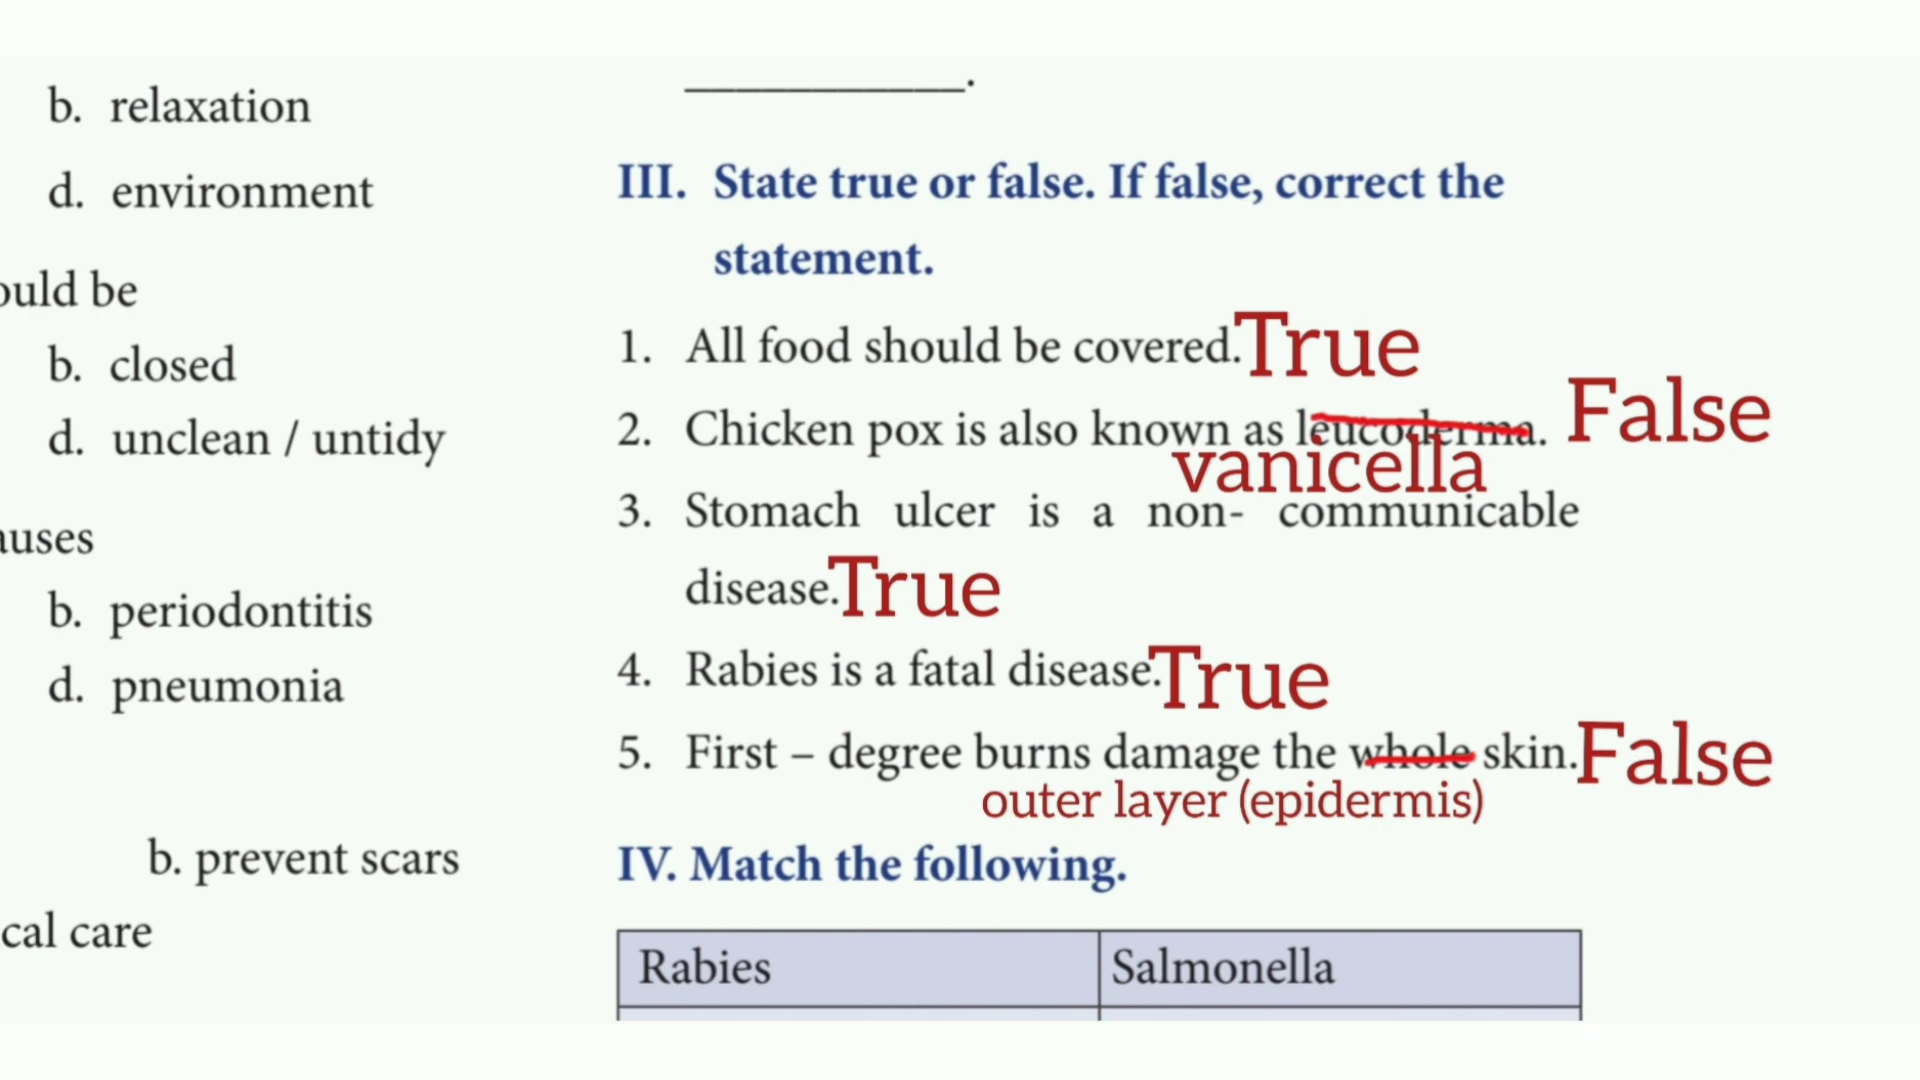 b. relaxation
d. environment
ould be
b. closed
d. unclean / untidy
auses
b. periodontitis
d. pneumonia
b. prevent scars
cal care
____________.
III. State true or false. If false, correct the
statement.
1. All food should be covered. True
2. Chicken pox is also known as leucoderma. False
vanicella
3. Stomach ulcer is a non- communicable
disease. True
4. Rabies is a fatal disease. True
5. First – degree burns damage the whole skin. False
outer layer (epidermis)
IV. Match the following.
Rabies
Salmonella